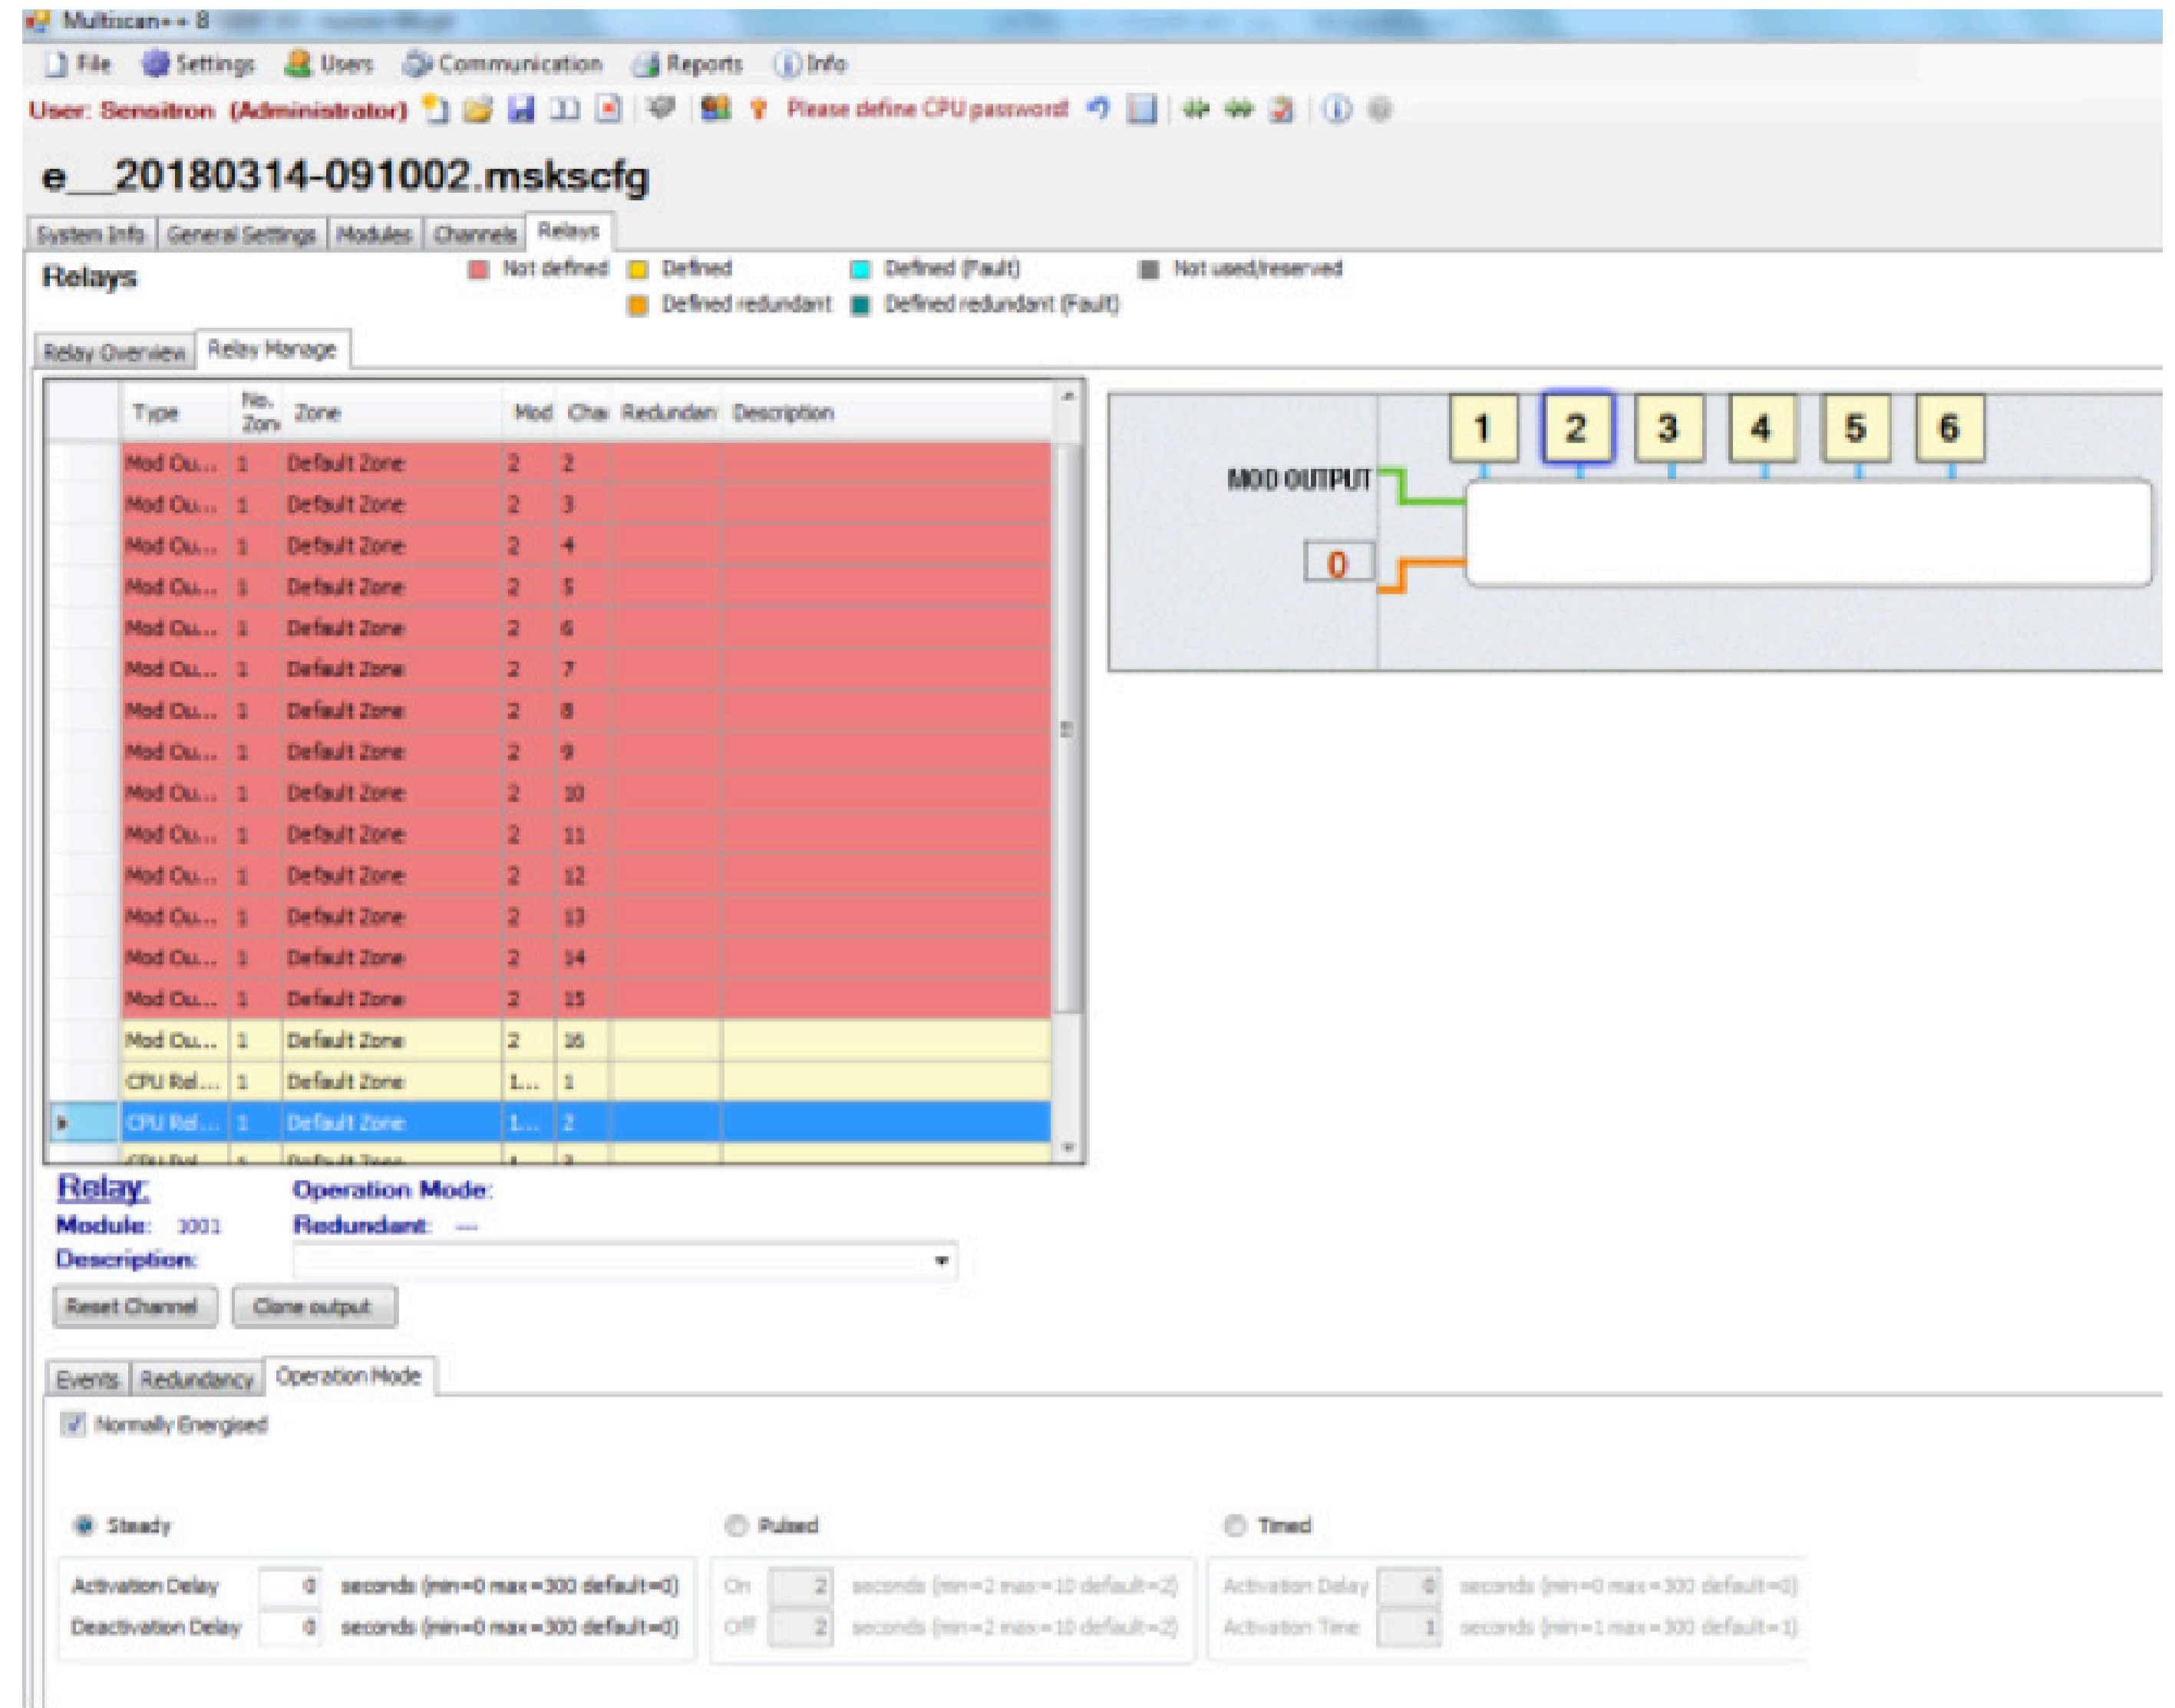 Multiscan++ 8
File Settings Users Communication Reports Info
User: Sensitron (Administrator) Please define CPU password!
e__20180314-091002.mskscfg
System Info General Settings Modules Channels Relays
Relays Not defined Defined Defined (Fault) Not used/reserved
Defined redundant Defined redundant (Fault)
Relay Overview Relay Manage
Type No. Zone Zone Mod Cha Redundan Description
Mod Ou... 1 Default Zone 2 2
Mod Ou... 1 Default Zone 2 3
Mod Ou... 1 Default Zone 2 4
Mod Ou... 1 Default Zone 2 5
Mod Ou... 1 Default Zone 2 6
Mod Ou... 1 Default Zone 2 7
Mod Ou... 1 Default Zone 2 8
Mod Ou... 1 Default Zone 2 9
Mod Ou... 1 Default Zone 2 10
Mod Ou... 1 Default Zone 2 11
Mod Ou... 1 Default Zone 2 12
Mod Ou... 1 Default Zone 2 13
Mod Ou... 1 Default Zone 2 14
Mod Ou... 1 Default Zone 2 15
Mod Ou... 1 Default Zone 2 16
CPU Rel... 1 Default Zone 1... 1
CPU Rel... 1 Default Zone 1... 2
1 2 3 4 5 6
MOD OUTPUT
0
Relay: Operation Mode:
Module: 1001 Redundant: ---
Description:
Reset Channel Clone output
Events Redundancy Operation Mode
Normally Energised
Steady Pulsed Timed
Activation Delay 0 seconds (min=0 max=300 default=0) On 2 seconds (min=2 max=10 default=2) Activation Delay 0 seconds (min=0 max=300 default=0)
Deactivation Delay 0 seconds (min=0 max=300 default=0) Off 2 seconds (min=2 max=10 default=2) Activation Time 1 seconds (min=1 max=300 default=1)